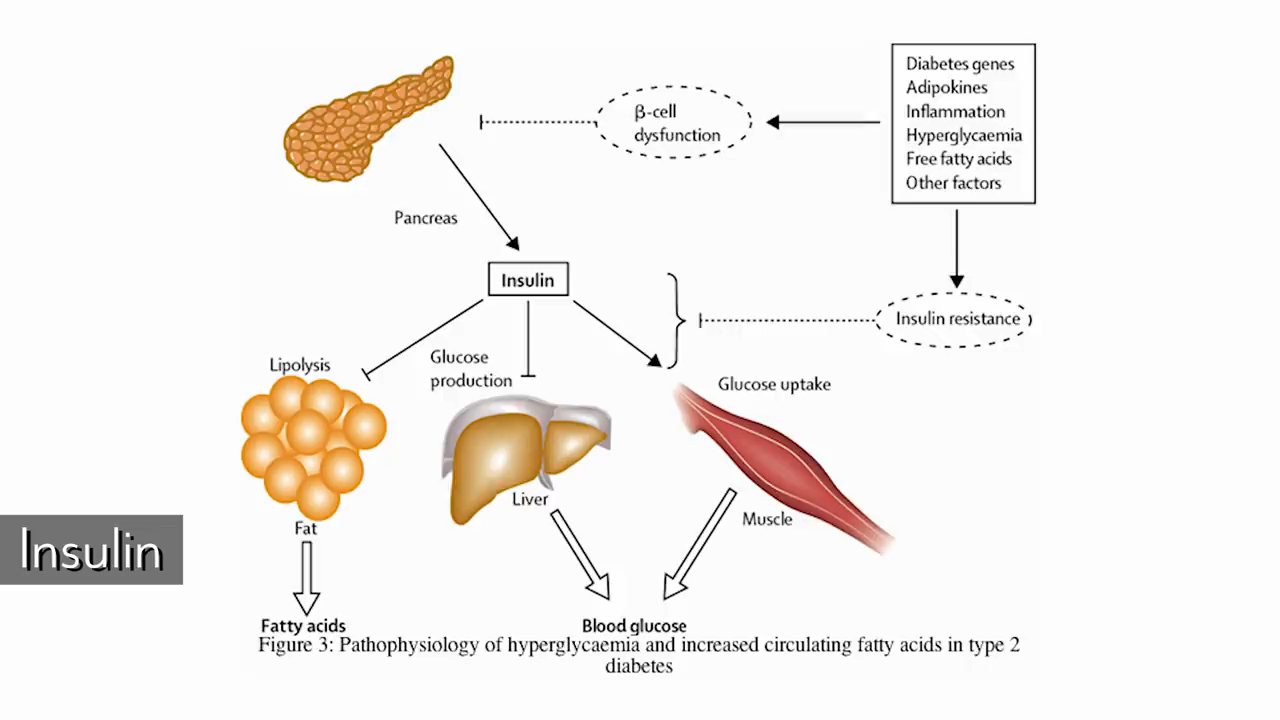 Diabetes genes
Adipokines
Inflammation
Hyperglycaemia
Free fatty acids
Other factors
β-cell
dysfunction
Pancreas
Insulin
Insulin resistance
Lipolysis
Glucose
production
Glucose uptake
Liver
Muscle
Fat
Insulin
Fatty acids
Blood glucose
Figure 3: Pathophysiology of hyperglycaemia and increased circulating fatty acids in type 2
diabetes